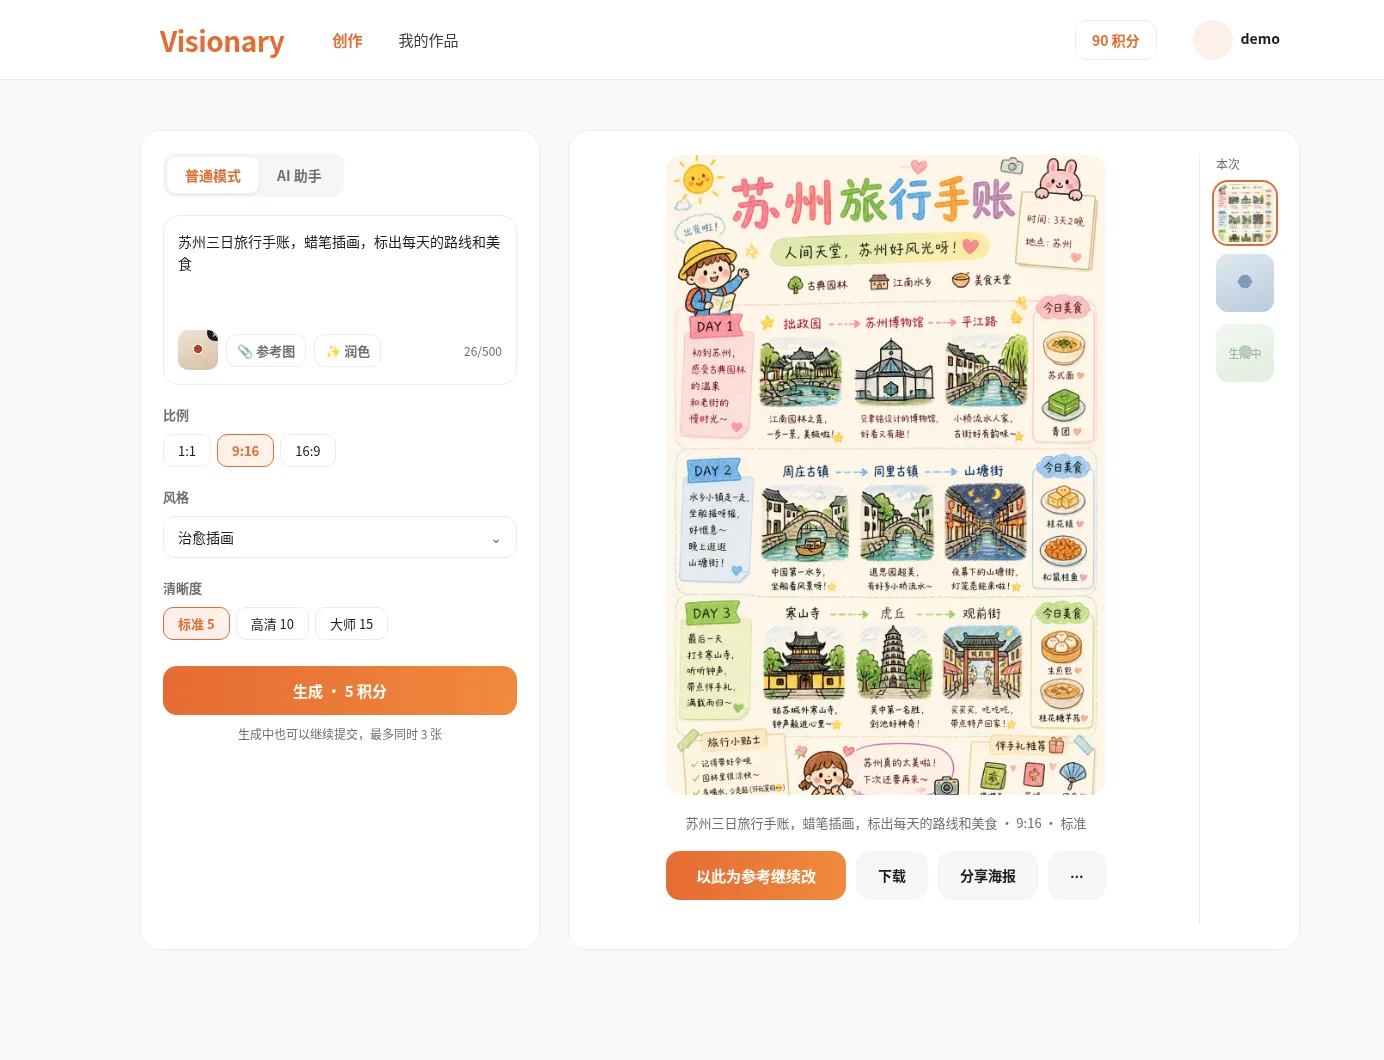 Visionary
创作
我的作品
90 积分
demo
普通模式
AI 助手
苏州三日旅行手账，蜡笔插画，标出每天的路线和美
食
📎 参考图
✨ 润色
26/500
比例
1:1
9:16
16:9
风格
治愈插画
清晰度
标准 5
高清 10
大师 15
生成 · 5 积分
生成中也可以继续提交，最多同时 3 张
苏州旅行手账
出发啦！
时间：3天2晚
地点：苏州
人间天堂，苏州好风光呀！
古典园林
江南水乡
美食天堂
DAY 1
初到苏州，
感受古典园林
的温柔
和老街的
慢时光~
拙政园
苏州博物馆
平江路
江南园林之首，
一步一景，美极啦！
贝聿铭设计的博物馆，
好看又有趣！
小桥流水人家，
古街好有韵味~
今日美食
苏式面
青团
DAY 2
水乡小镇走一走，
坐船摇呀摇，
好惬意~
晚上逛逛
山塘街！
周庄古镇
同里古镇
山塘街
中国第一水乡，
坐船看风景呀！
退思园超美，
有好多小桥流水~
夜幕下的山塘街，
灯笼亮起来啦！
今日美食
桂花糕
松鼠桂鱼
DAY 3
最后一天
打卡寒山寺，
听听钟声，
带点伴手礼，
满载而归~
寒山寺
虎丘
观前街
姑苏城外寒山寺，
钟声敲进心里~
吴中第一名胜，
剑池好神奇！
买买买，吃吃吃，
带点特产回家！
今日美食
生煎包
桂花糖芋苑
旅行小贴士
记得带好伞呢
园林里很凉快~
苏州真的太美啦！
下次还要再来~
伴手礼推荐
苏州三日旅行手账，蜡笔插画，标出每天的路线和美食 · 9:16 · 标准
以此为参考继续改
下载
分享海报
···
本次